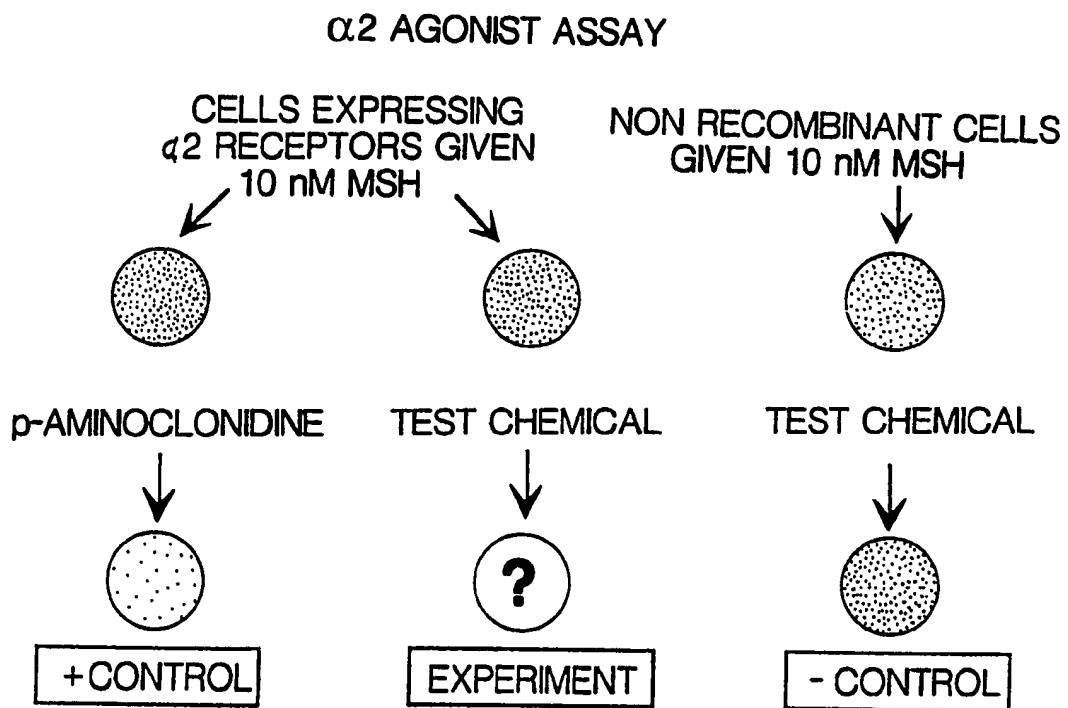 α2 AGONIST ASSAY
CELLS EXPRESSING
α2 RECEPTORS GIVEN
10 nM MSH
NON RECOMBINANT CELLS
GIVEN 10 nM MSH
p-AMINOCLONIDINE
TEST CHEMICAL
TEST CHEMICAL
?
+CONTROL
EXPERIMENT
- CONTROL